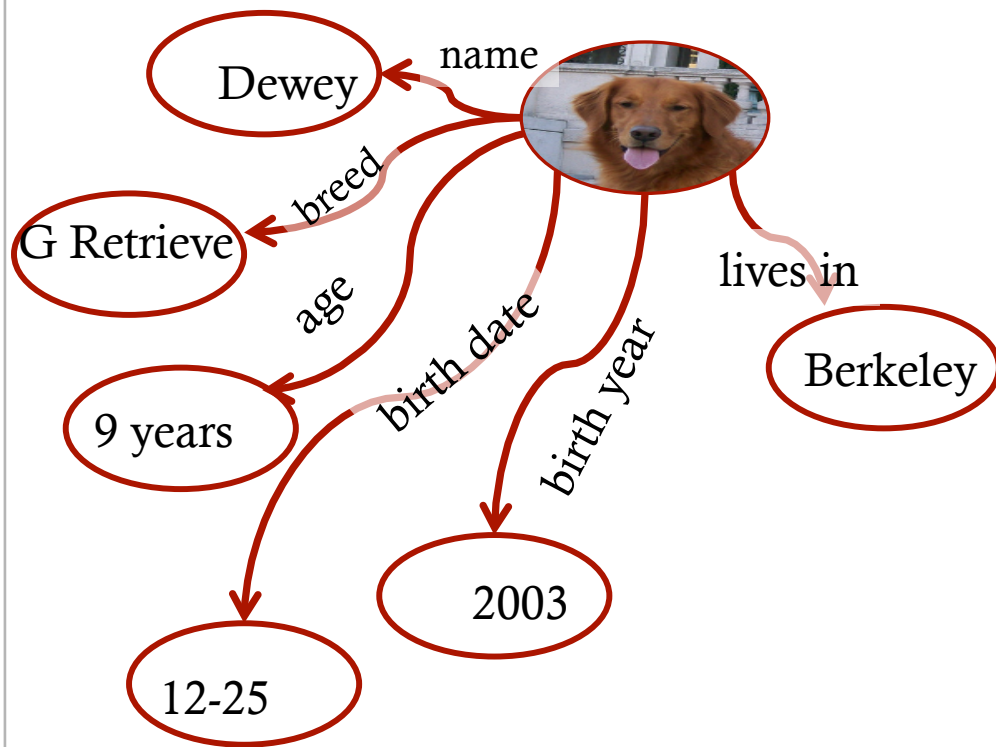 name
Dewey
breed
G Retrieve
age
lives in
birth date
birth year
Berkeley
9 years
2003
12-25